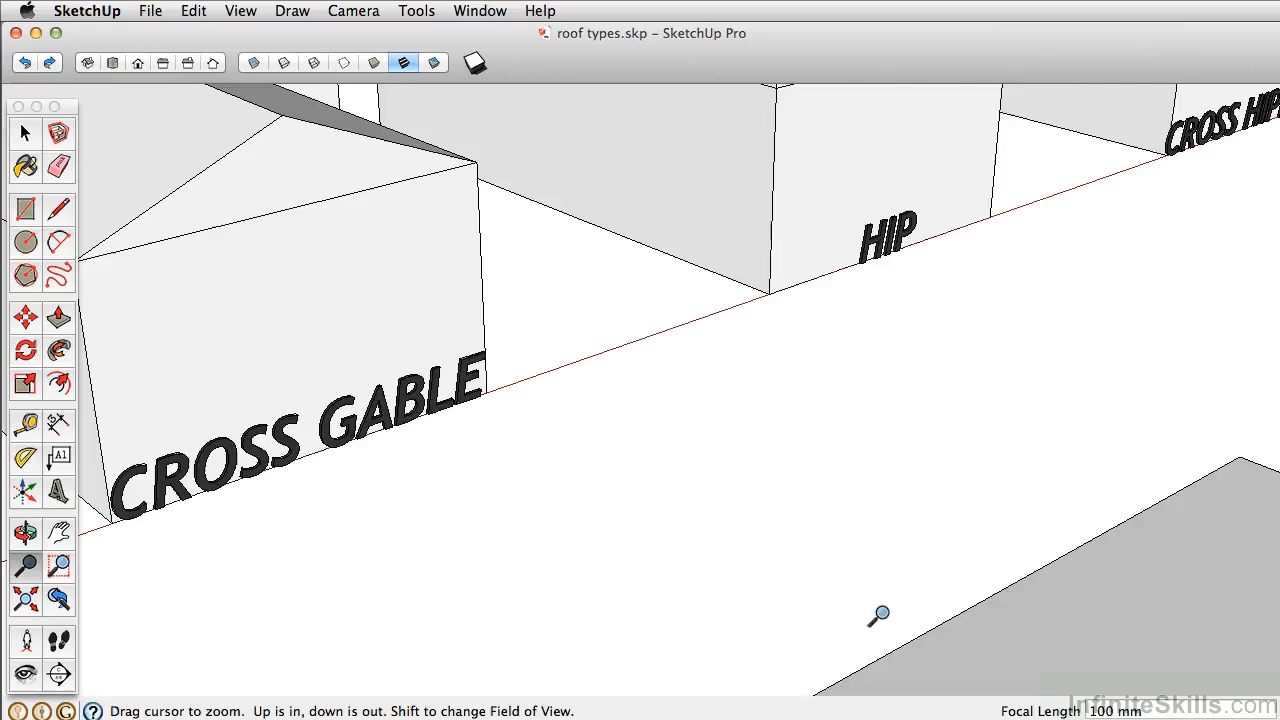 SketchUp File Edit View Draw Camera Tools Window Help
roof types.skp – SketchUp Pro
CROSS HIP
HIP
CROSS GABLE
A1
Drag cursor to zoom. Up is in, down is out. Shift to change Field of View.
Focal Length 100 mm
InfiniteSkills.com